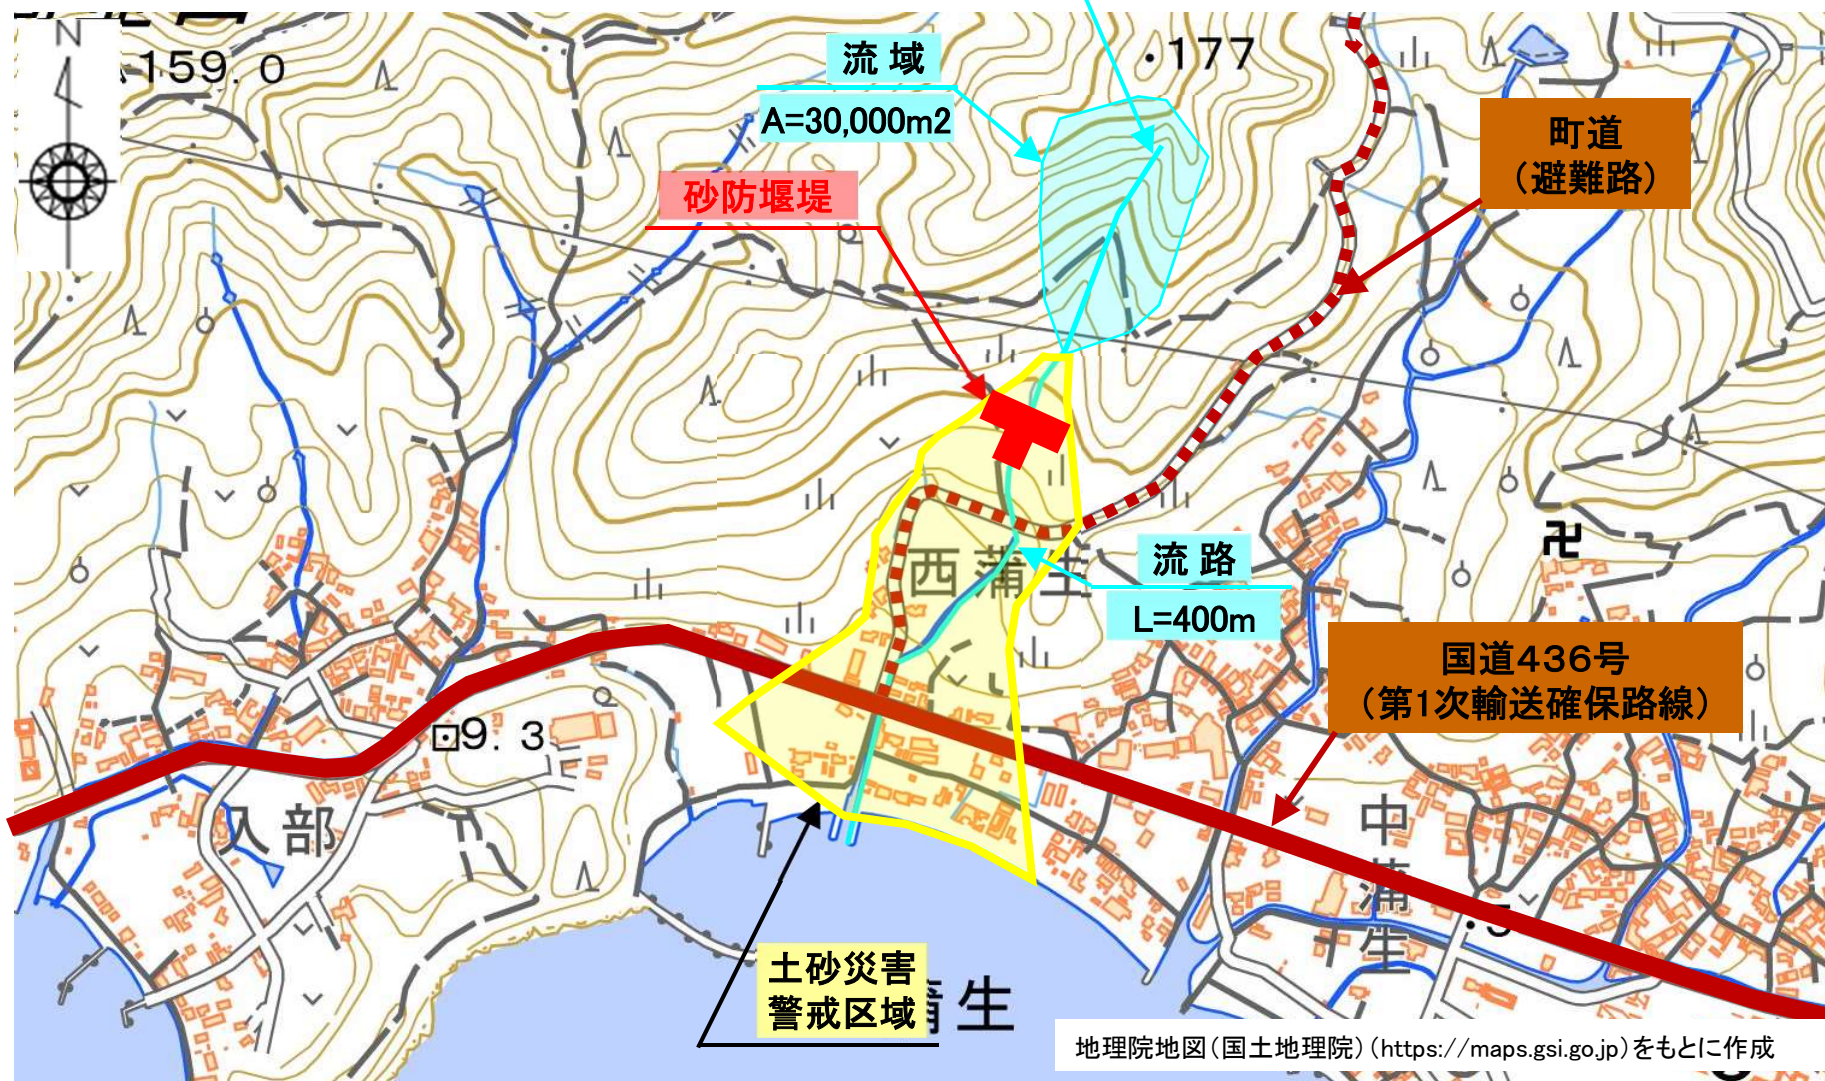 N
159.0
流域
A=30,000m2
・177
町道
(避難路)
砂防堰堤
西蒲生
流路
L=400m
国道436号
(第1次輸送確保路線)
9.3
入部
中蒲生
・5
土砂災害
警戒区域
蒲生
地理院地図(国土地理院)(https://maps.gsi.go.jp)をもとに作成